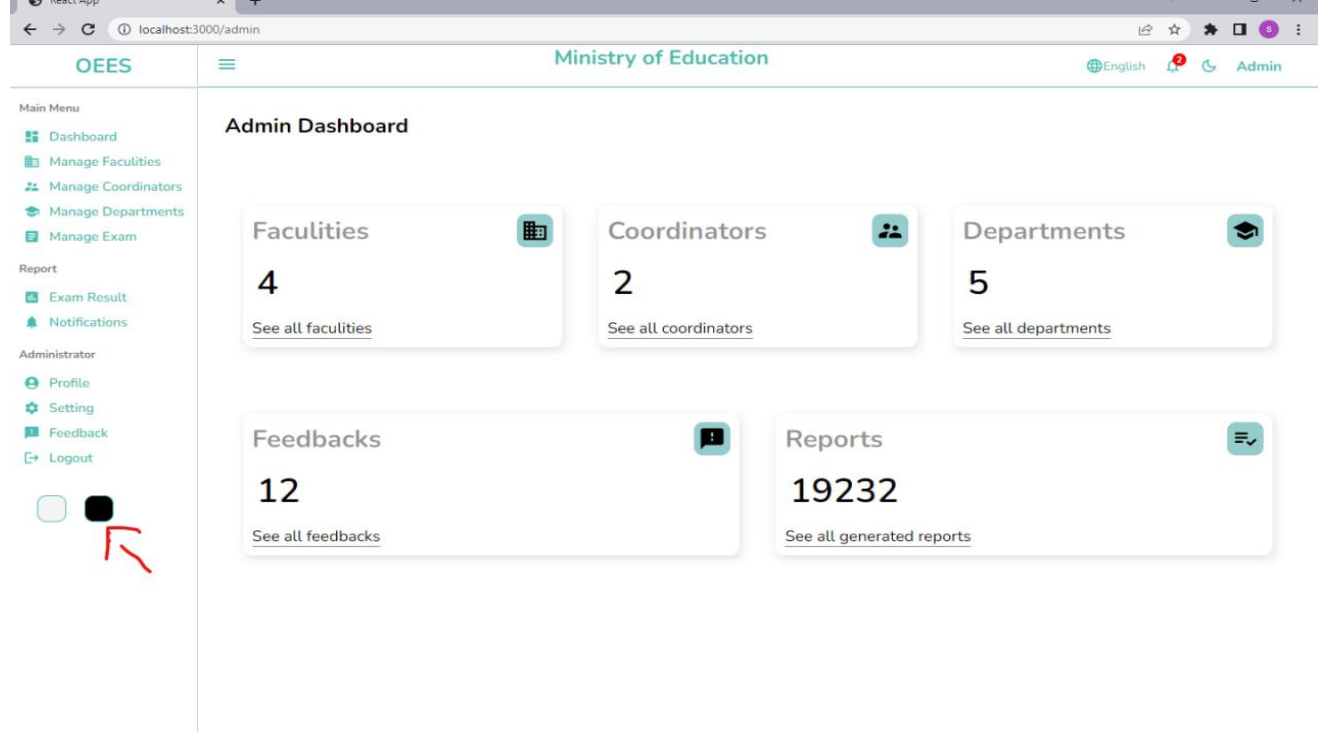 React App
localhost:3000/admin
S
OEES
Ministry of Education
English
2
Admin
Main Menu
Dashboard
Manage Faculities
Manage Coordinators
Manage Departments
Manage Exam
Report
Exam Result
Notifications
Administrator
Profile
Setting
Feedback
Logout
Admin Dashboard
Faculities
4
See all faculities
Coordinators
2
See all coordinators
Departments
5
See all departments
Feedbacks
12
See all feedbacks
Reports
19232
See all generated reports